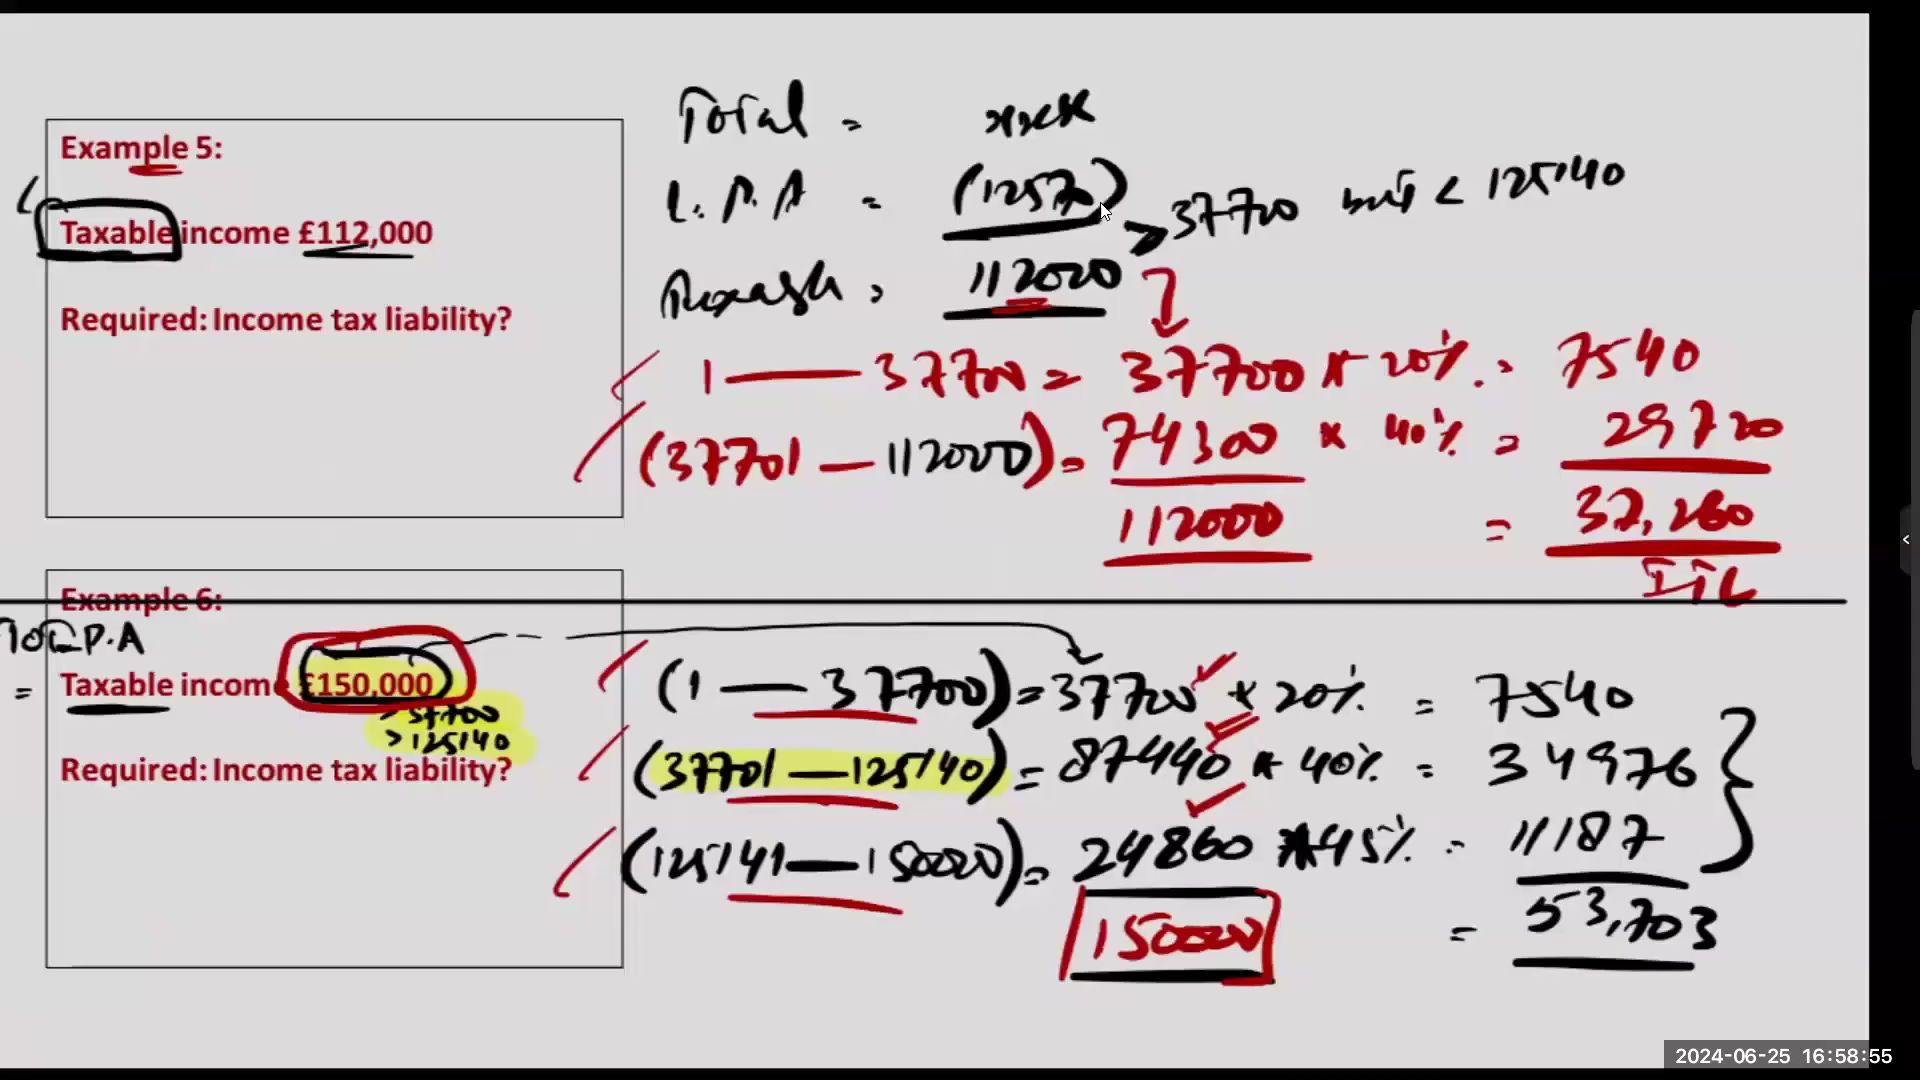 Example 5:
Taxable income £112,000
Required: Income tax liability?
Total =
L.P.A = (12570)
>37700 but < 125140
112000
1 — 37700 = 37700 * 20% = 7540
(37701 — 112000) = 74300 * 40% = 29720
112000 = 37,260
ITL
Example 6:
P.A
= Taxable income £150,000
> 37700
> 125140
Required: Income tax liability?
(1 — 37700) = 37700 * 20% = 7540
(37701 — 125140) = 87440 * 40% = 34976
(125141 — 150000) = 24860 * 45% = 11187
150000 = 53,703
2024-06-25 16:58:55